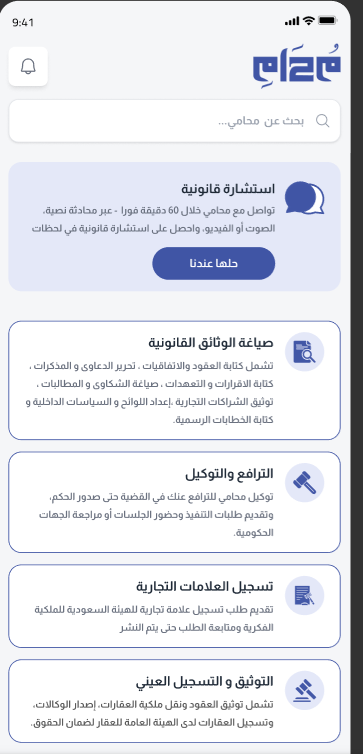 9:41
مُحَامِ
بحث عن محامي...
استشارة قانونية
تواصل مع محامي خلال 60 دقيقة فورا - عبر محادثة نصية،
الصوت أو الفيديو، واحصل على استشارة قانونية في لحظات
حلها عندنا
صياغة الوثائق القانونية
تشمل كتابة العقود والاتفاقيات ، تحرير الدعاوى و المذكرات ،
كتابة الاقرارات و التعهدات ، صياغة الشكاوى و المطالبات ،
توثيق الشراكات التجارية ،إعداد اللوائح و السياسات الداخلية و
كتابة الخطابات الرسمية.
الترافع والتوكيل
توكيل محامي للترافع عنك في القضية حتى صدور الحكم،
وتقديم طلبات التنفيذ وحضور الجلسات أو مراجعة الجهات
الحكومية.
تسجيل العلامات التجارية
تقديم طلب تسجيل علامة تجارية للهيئة السعودية للملكية
الفكرية ومتابعة الطلب حتى يتم النشر
التوثيق و التسجيل العيني
تشمل توثيق العقود ونقل ملكية العقارات، إصدار الوكالات،
وتسجيل العقارات لدى الهيئة العامة للعقار لضمان الحقوق.